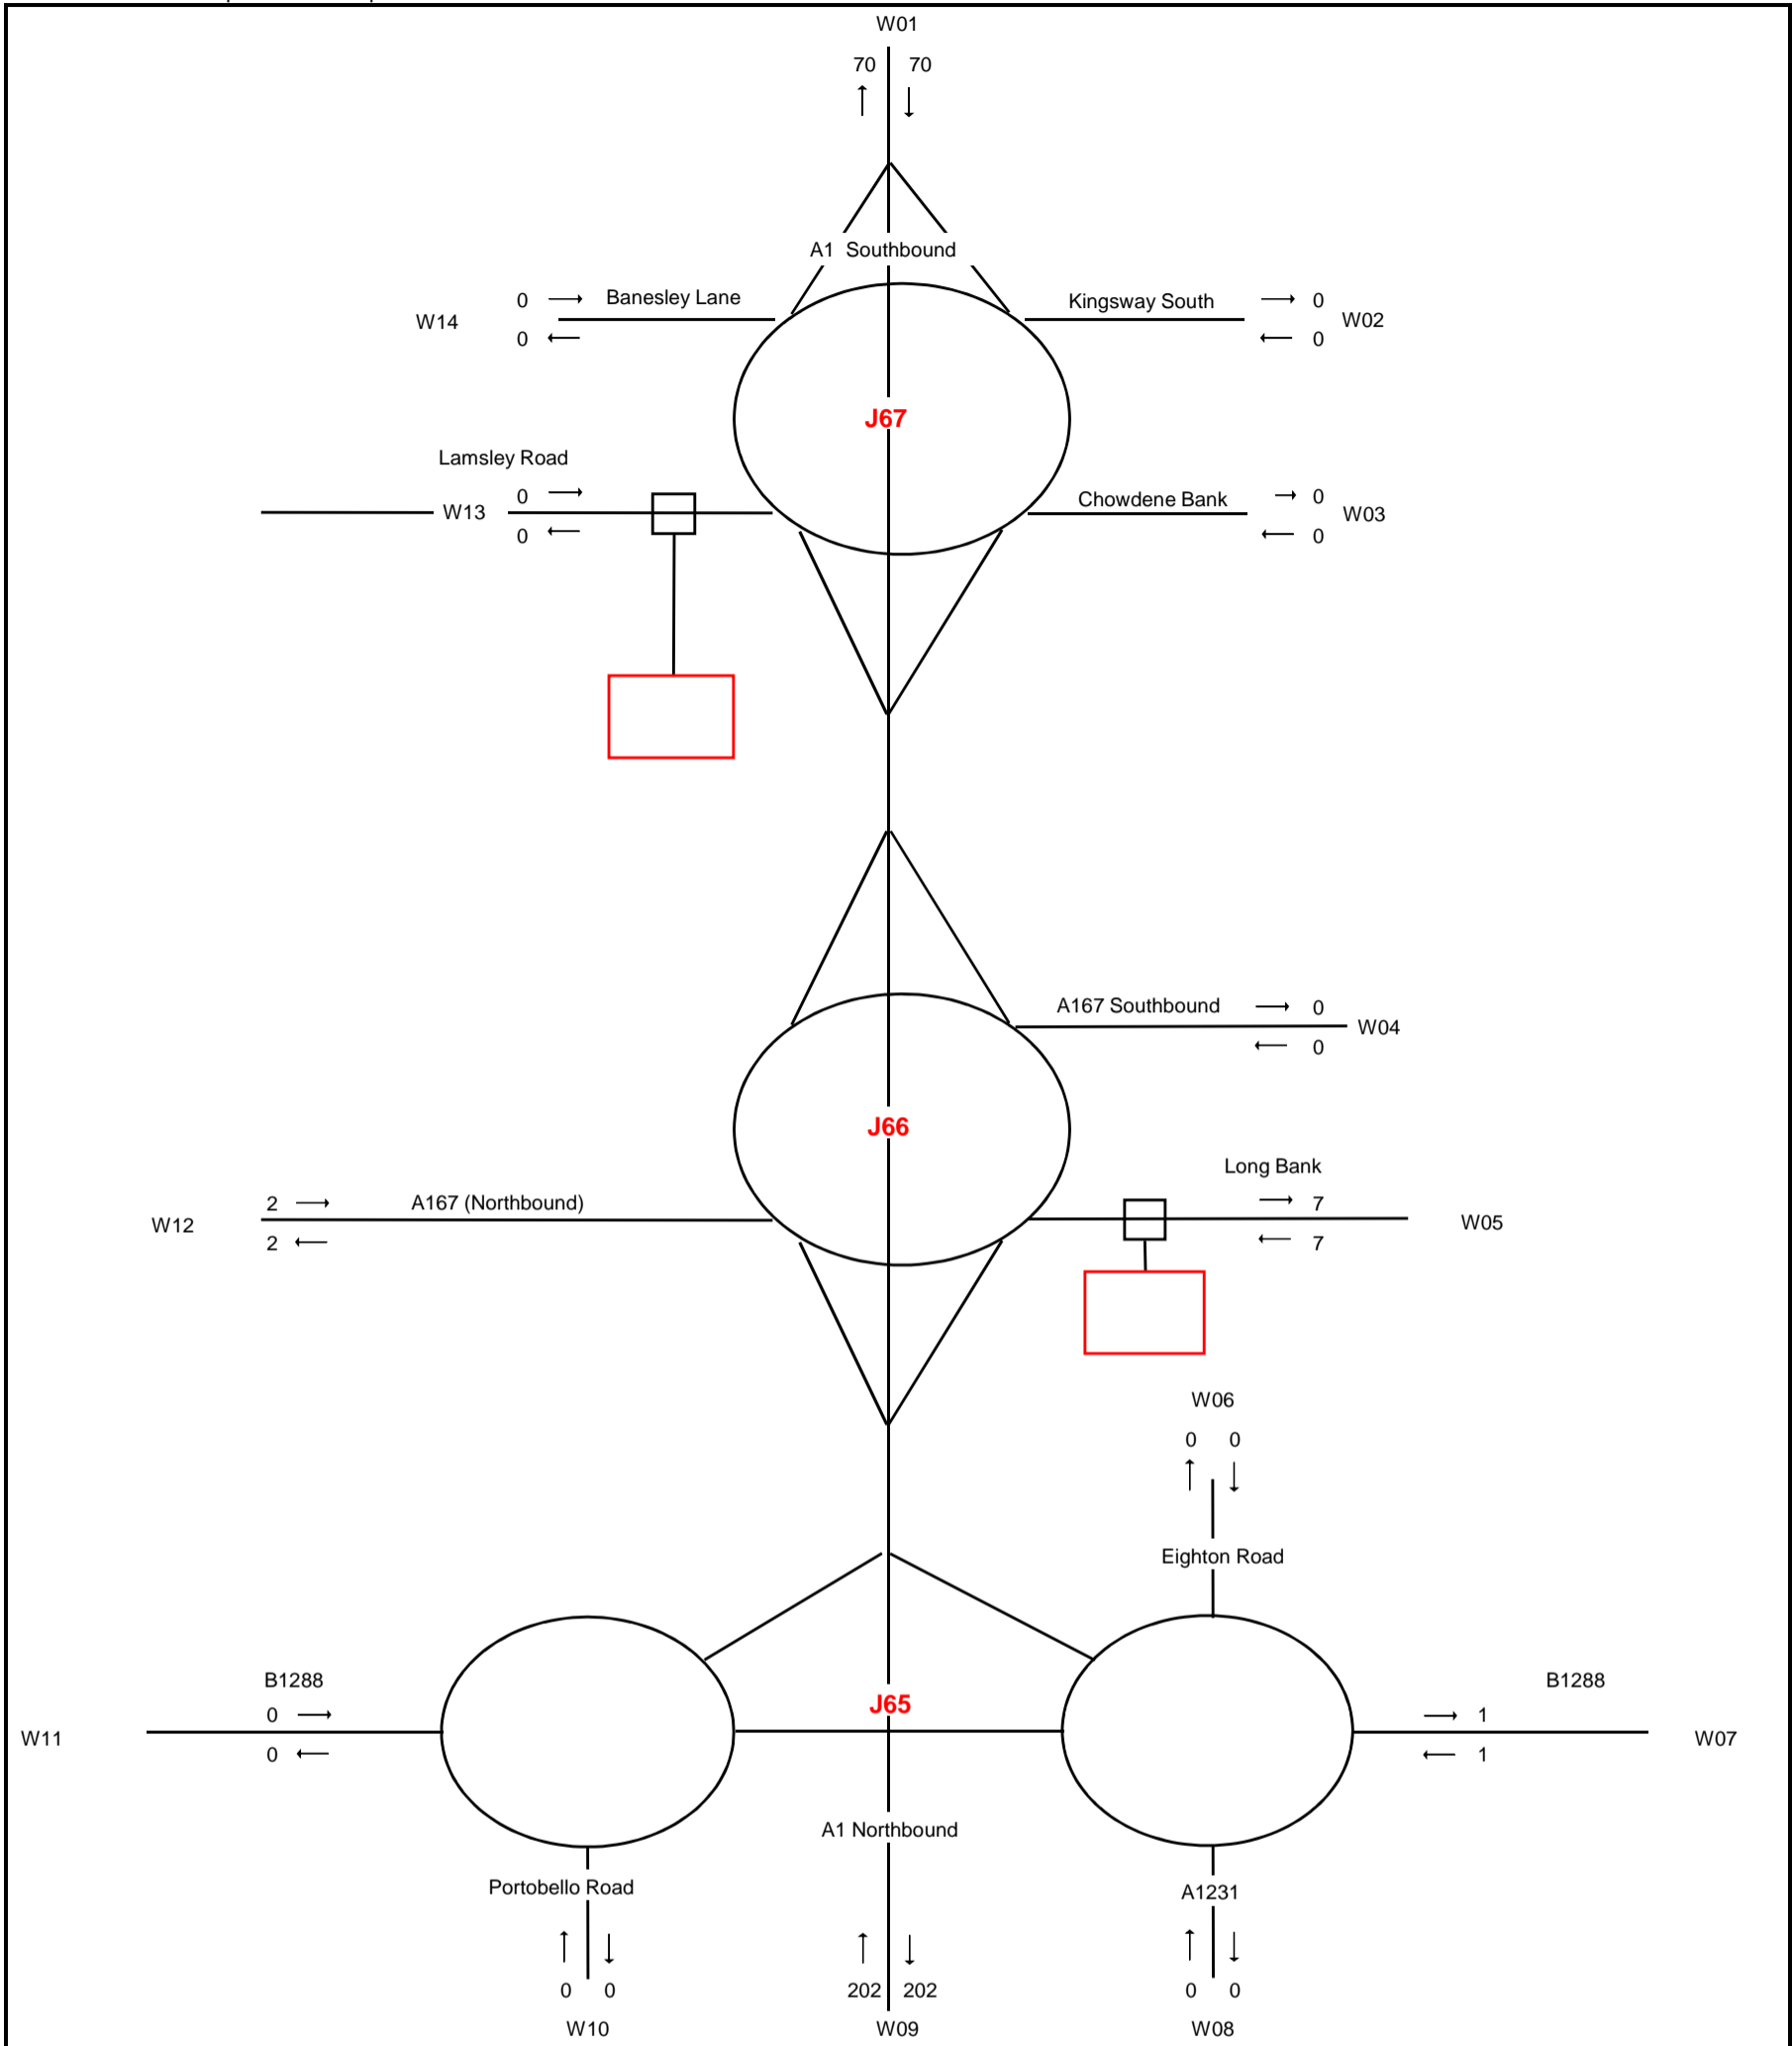 W01
70 70
A1 Southbound
0 Banesley Lane Kingsway South 0
W14 W02
0 0
J67
Lamsley Road
0 Chowdene Bank 0
W13 W03
0 0
A167 Southbound 0
W04
0
J66
Long Bank
2 A167 (Northbound) 7
W12 W05
2 7
W06
0 0
Eighton Road
B1288 B1288
J65
0 1
W11 W07
0 1
A1 Northbound
Portobello Road A1231
0 0 202 202 0 0
W10 W09 W08